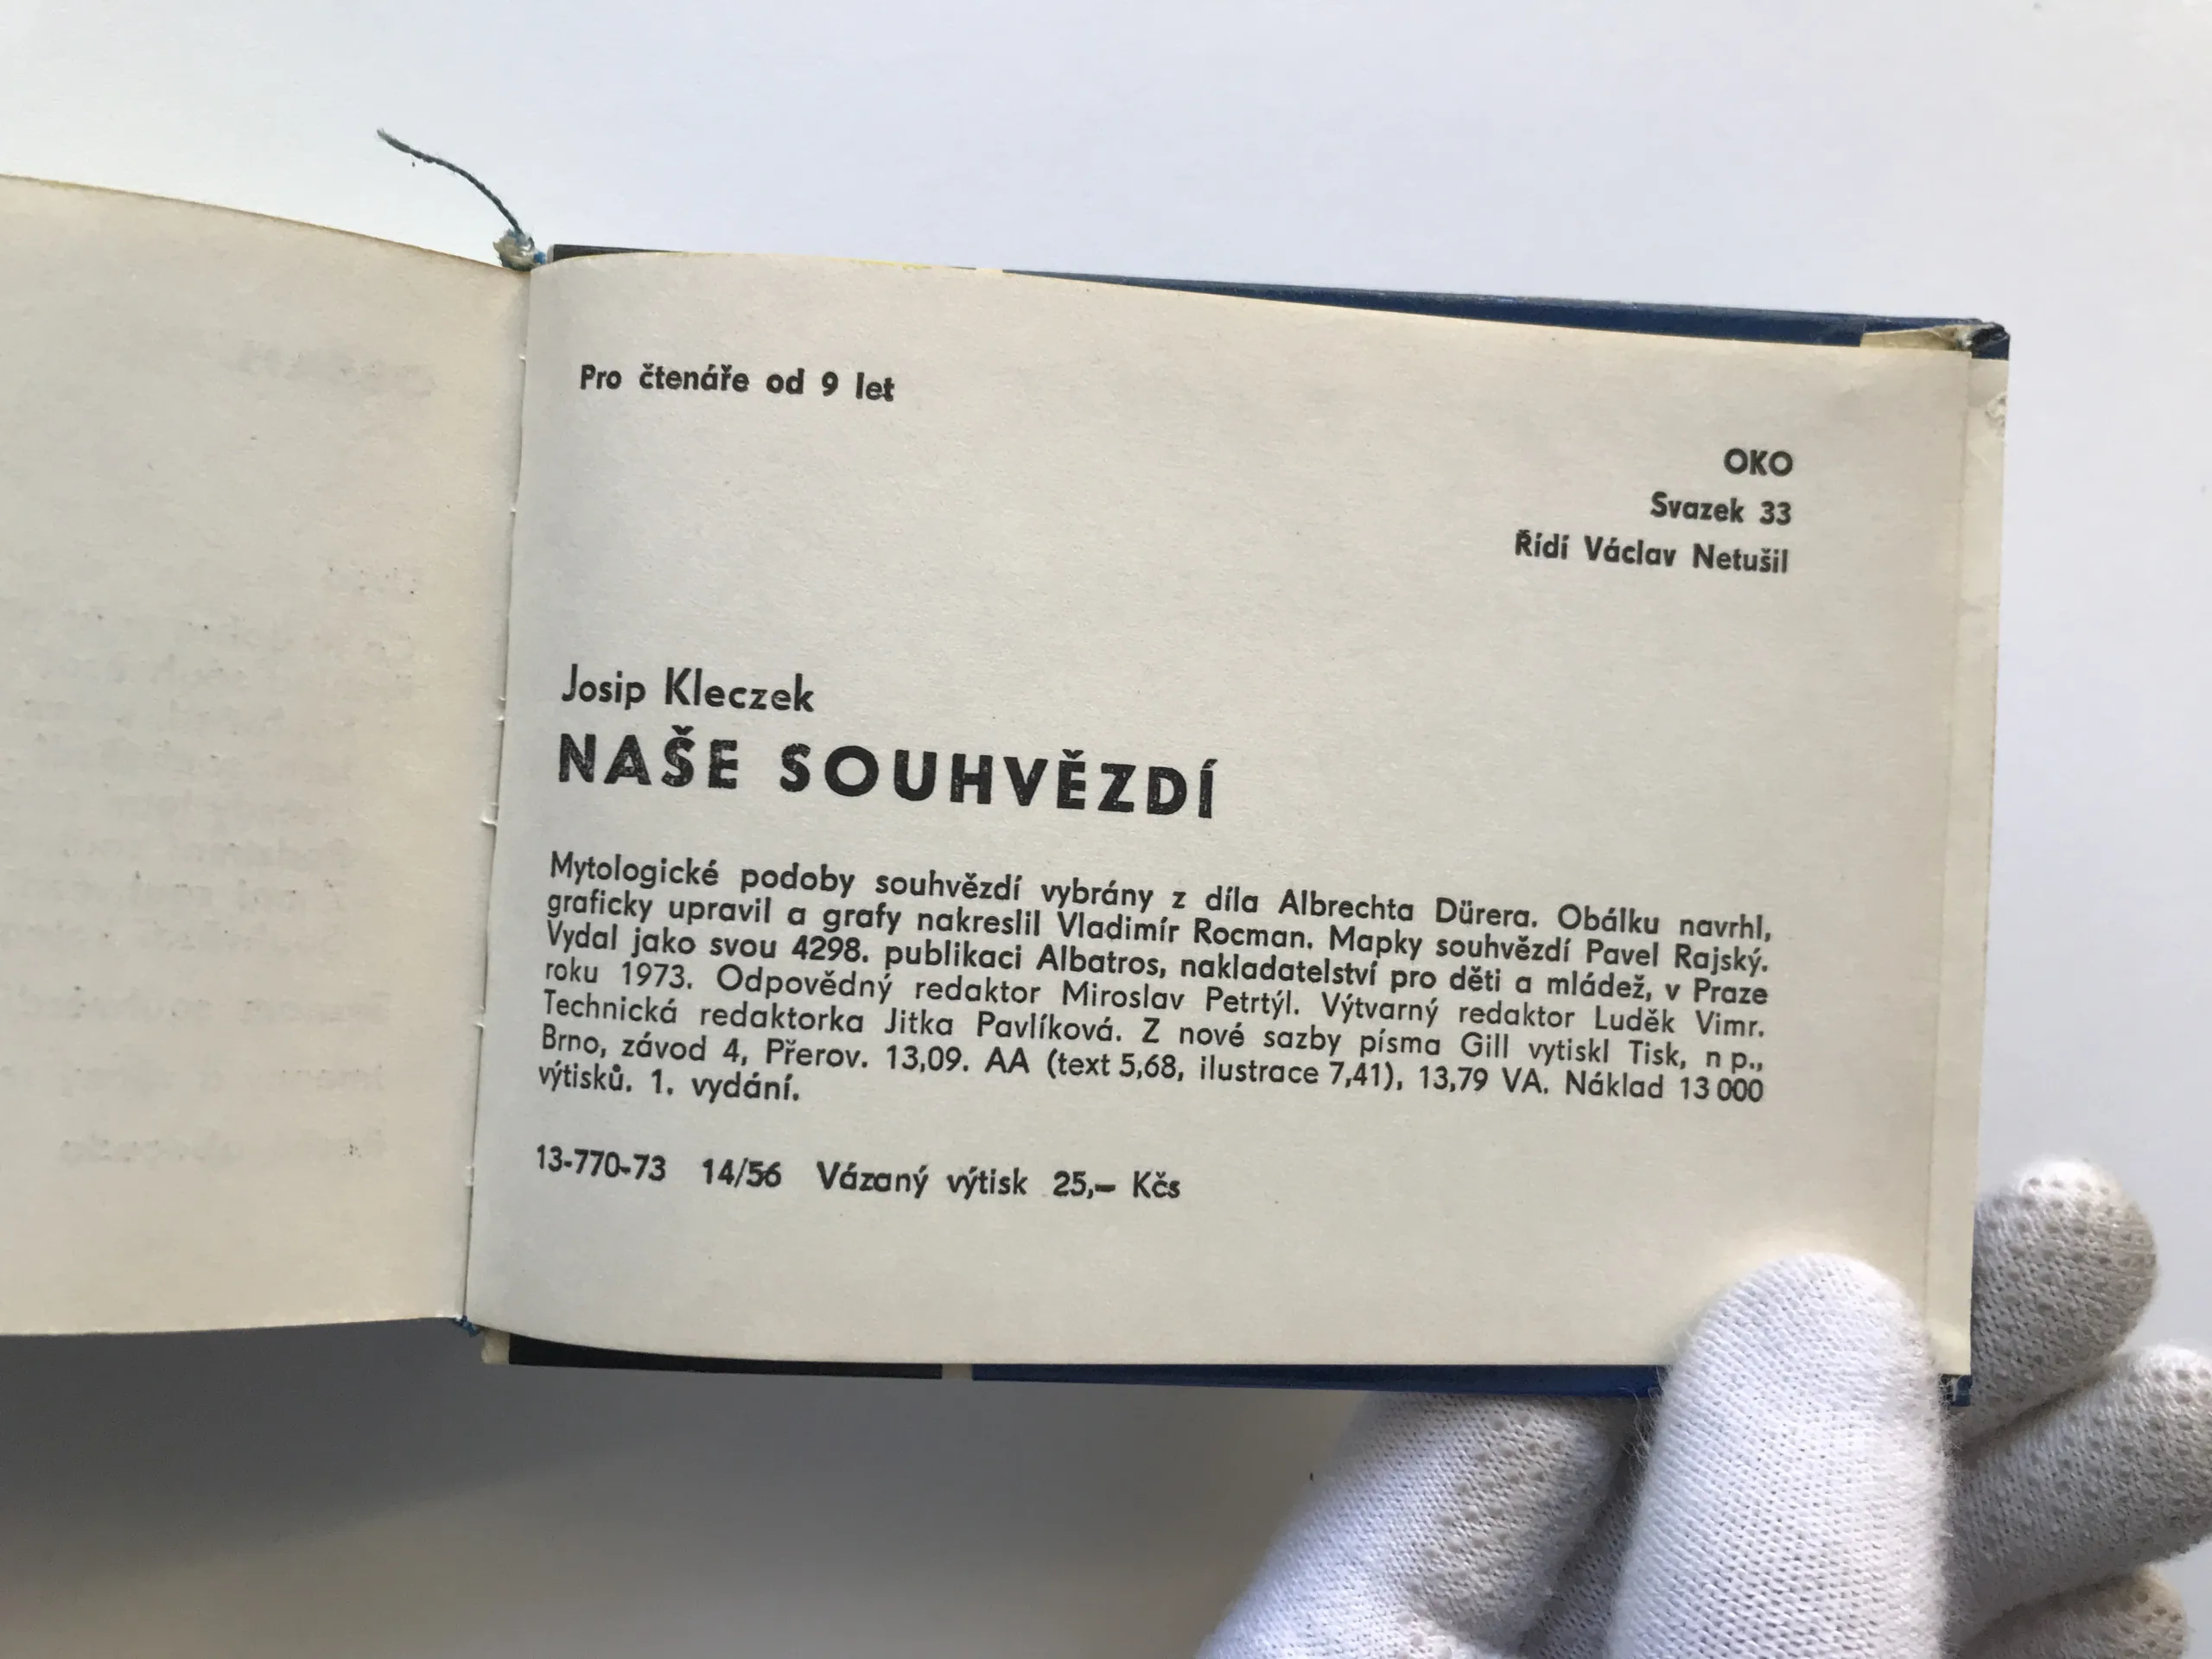 Pro čtenáře od 9 let
OKO
Svazek 33
Řídí Václav Netušil
Josip Kleczek
NAŠE SOUHVĚZDÍ
Mytologické podoby souhvězdí vybrány z díla Albrechta Dürera. Obálku navrhl,
graficky upravil a grafy nakreslil Vladimír Rocman. Mapky souhvězdí Pavel Rajský.
Vydal jako svou 4298. publikaci Albatros, nakladatelství pro děti a mládež, v Praze
roku 1973. Odpovědný redaktor Miroslav Petrtýl. Výtvarný redaktor Luděk Vimr.
Technická redaktorka Jitka Pavlíková. Z nové sazby písma Gill vytiskl Tisk, n p.,
Brno, závod 4, Přerov. 13,09. AA (text 5,68, ilustrace 7,41), 13,79 VA. Náklad 13 000
výtisků. 1. vydání.
13-770-73 14/56 Vázaný výtisk 25,– Kčs